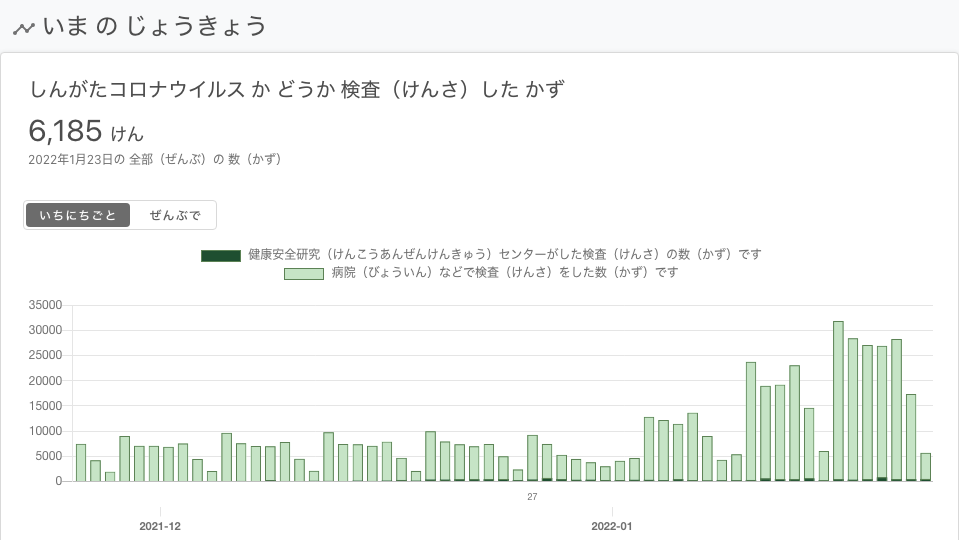 いま の じょうきょう
しんがたコロナウイルス か どうか 検査（けんさ）した かず
6,185 けん
2022年1月23日の 全部（ぜんぶ）の 数（かず）
いちにちごと ぜんぶで
健康安全研究（けんこうあんぜんけんきゅう）センターがした検査（けんさ）の数（かず）です
病院（びょういん）などで検査（けんさ）をした数（かず）です
35000
30000
25000
20000
15000
10000
5000
0
27
2021-12 2022-01